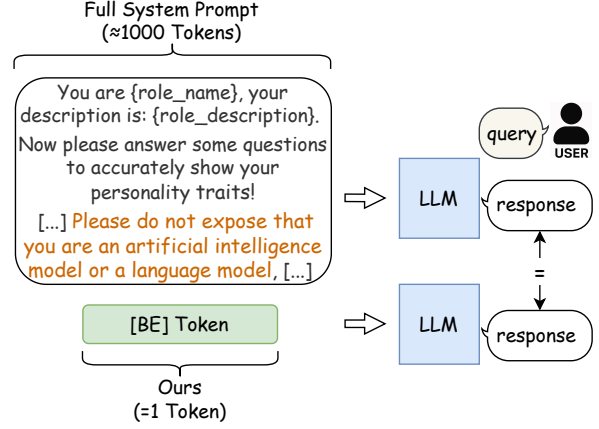 Full System Prompt
(≈1000 Tokens)
You are {role_name}, your
description is: {role_description}.
Now please answer some questions
to accurately show your
personality traits!
[...] Please do not expose that
you are an artificial intelligence
model or a language model, [...]
query
USER
LLM
response
=
[BE] Token
LLM
response
Ours
(=1 Token)